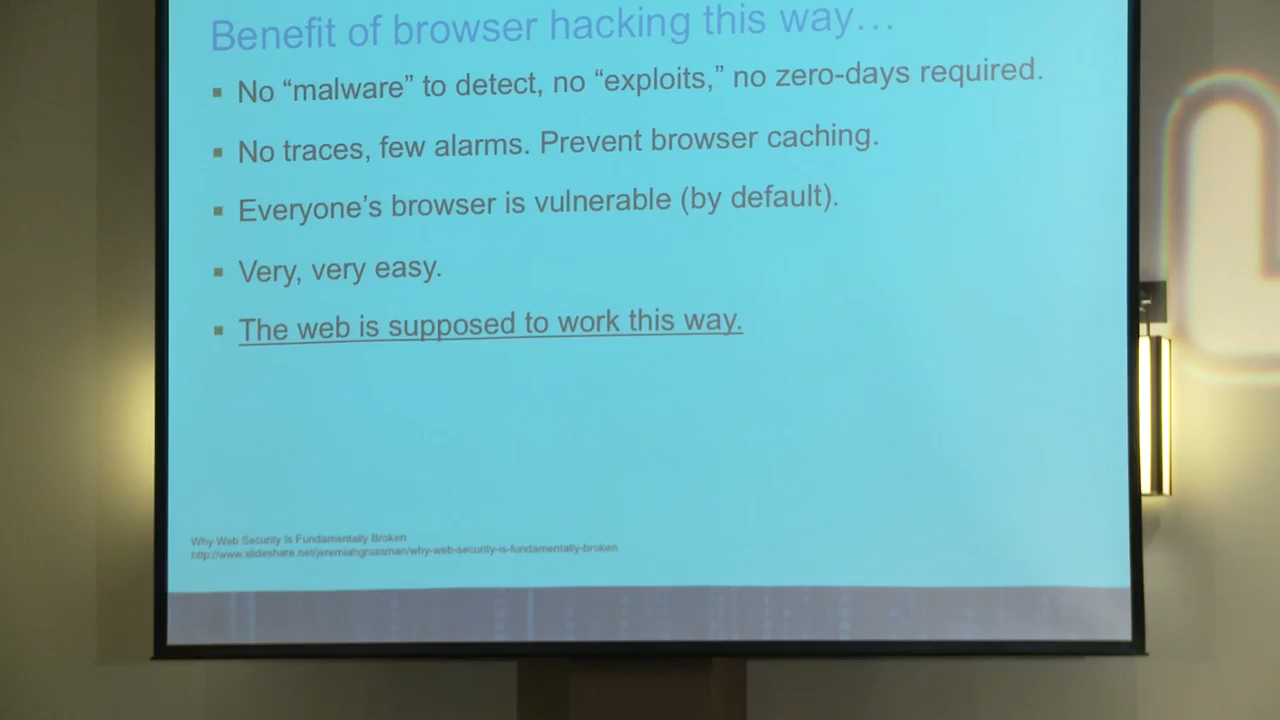 Benefit of browser hacking this way…
▪ No “malware” to detect, no “exploits,” no zero-days required.
▪ No traces, few alarms. Prevent browser caching.
▪ Everyone’s browser is vulnerable (by default).
▪ Very, very easy.
▪ The web is supposed to work this way.
Why Web Security Is Fundamentally Broken
http://www.slideshare.net/jeremiahgrossman/why-web-security-is-fundamentally-broken